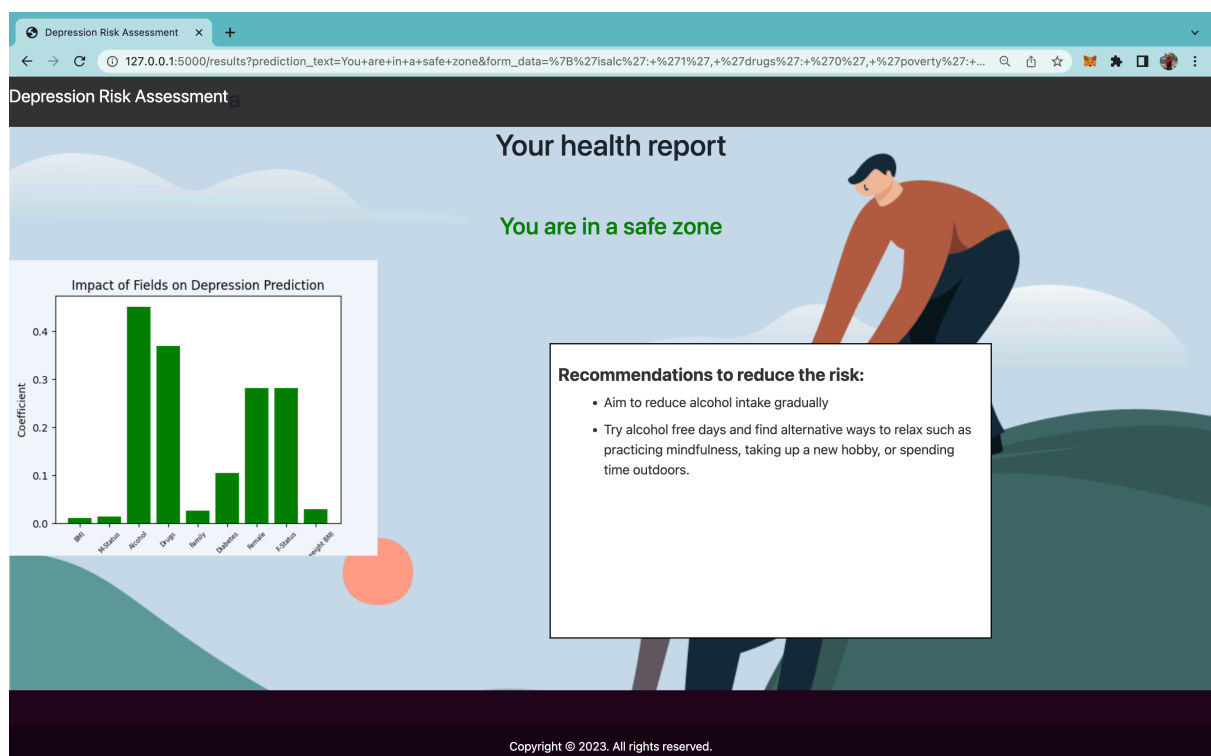 Depression Risk Assessment
127.0.0.1:5000/results?prediction_text=You+are+in+a+safe+zone&form_data=%7B%27isalc%27:+%271%27,+%27drugs%27:+%270%27,+%27poverty%27:+...
Depression Risk Assessment
Your health report
You are in a safe zone
Impact of Fields on Depression Prediction
Coefficient
0.4
0.3
0.2
0.1
0.0
BMI
M-Status
Alcohol
Drugs
Family
Diabetes
Female
F-Status
eight BMI
Recommendations to reduce the risk:
• Aim to reduce alcohol intake gradually
• Try alcohol free days and find alternative ways to relax such as
practicing mindfulness, taking up a new hobby, or spending
time outdoors.
Copyright © 2023. All rights reserved.